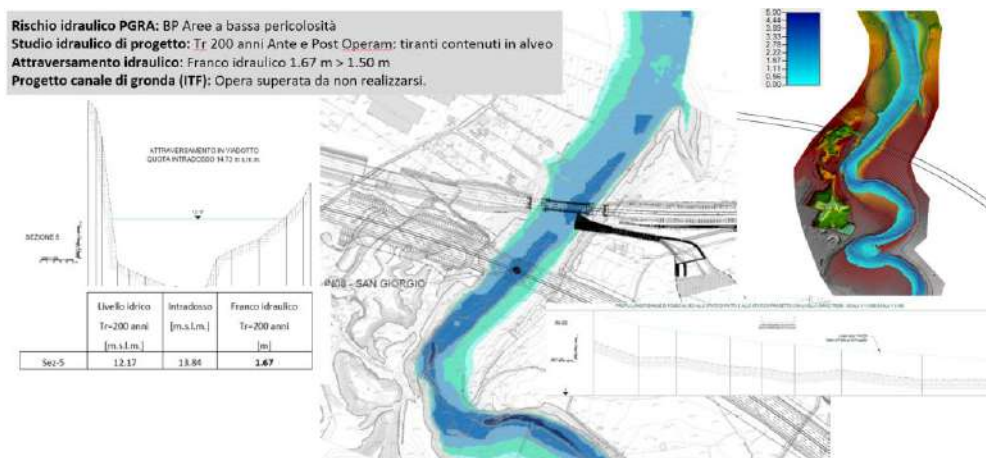 Rischio idraulico PGRA: BP Aree a bassa pericolosità
Studio idraulico di progetto: Tr 200 anni Ante e Post Operam: tiranti contenuti in alveo
Attraversamento idraulico: Franco idraulico 1.67 m > 1.50 m
Progetto canale di gronda (ITF): Opera superata da non realizzarsi.
5.00
4.44
3.89
3.33
2.78
2.22
1.67
1.11
0.56
0.00
ATTRAVERSAMENTO IN VIADOTTO
QUOTA INTRADOSSO
SEZIONE 5
IN08 - SAN GIORGIO
Livello idrico Intradosso Franco idraulico
Tr=200 anni [m.s.l.m.] Tr=200 anni
[m.s.l.m.] [m]
Sez-5 12.17 13.84 1.67